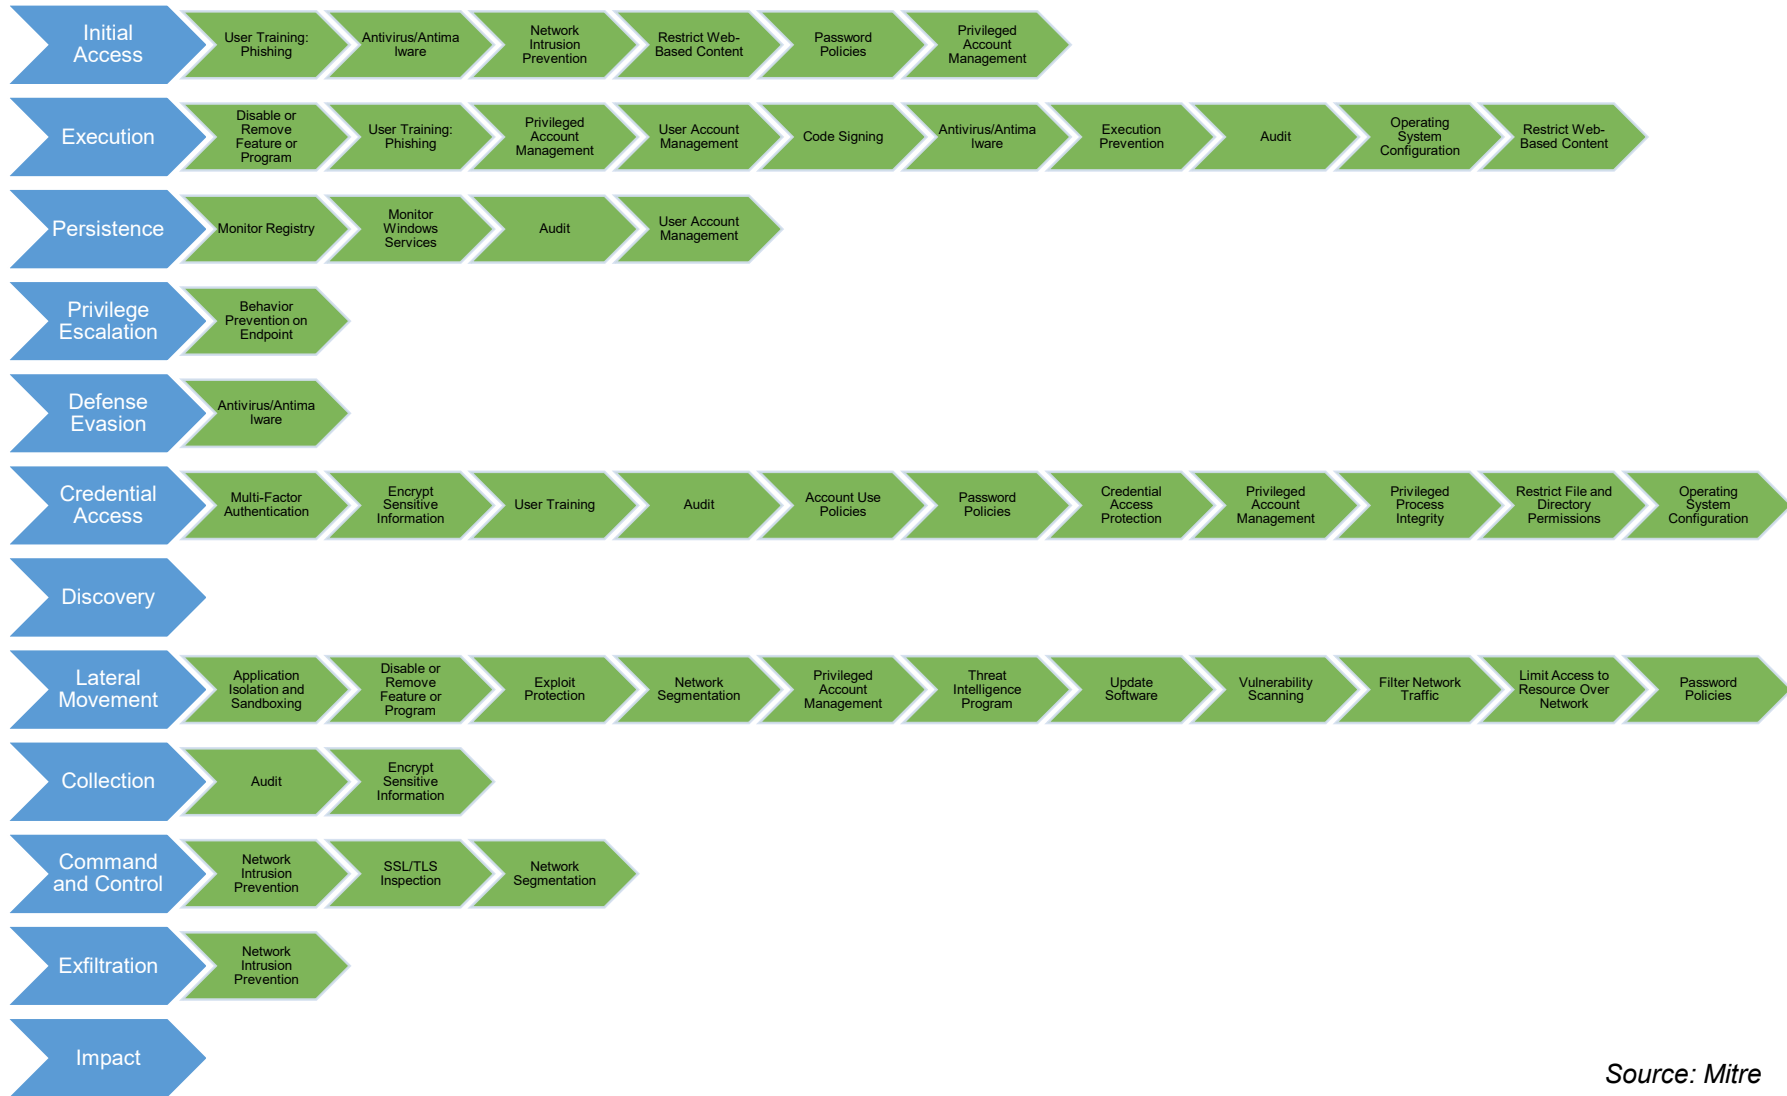 Initial
Access
User Training:
Phishing
Antivirus/Antima
lware
Network
Intrusion
Prevention
Restrict Web-
Based Content
Password
Policies
Privileged
Account
Management
Execution
Disable or
Remove
Feature or
Program
User Training:
Phishing
Privileged
Account
Management
User Account
Management
Code Signing
Antivirus/Antima
lware
Execution
Prevention
Audit
Operating
System
Configuration
Restrict Web-
Based Content
Persistence
Monitor Registry
Monitor
Windows
Services
Audit
User Account
Management
Privilege
Escalation
Behavior
Prevention on
Endpoint
Defense
Evasion
Antivirus/Antima
lware
Credential
Access
Multi-Factor
Authentication
Encrypt
Sensitive
Information
User Training
Audit
Account Use
Policies
Password
Policies
Credential
Access
Protection
Privileged
Account
Management
Privileged
Process
Integrity
Restrict File and
Directory
Permissions
Operating
System
Configuration
Discovery
Lateral
Movement
Application
Isolation and
Sandboxing
Disable or
Remove
Feature or
Program
Exploit
Protection
Network
Segmentation
Privileged
Account
Management
Threat
Intelligence
Program
Update
Software
Vulnerability
Scanning
Filter Network
Traffic
Limit Access to
Resource Over
Network
Password
Policies
Collection
Audit
Encrypt
Sensitive
Information
Command
and Control
Network
Intrusion
Prevention
SSL/TLS
Inspection
Network
Segmentation
Exfiltration
Network
Intrusion
Prevention
Impact
Source: Mitre